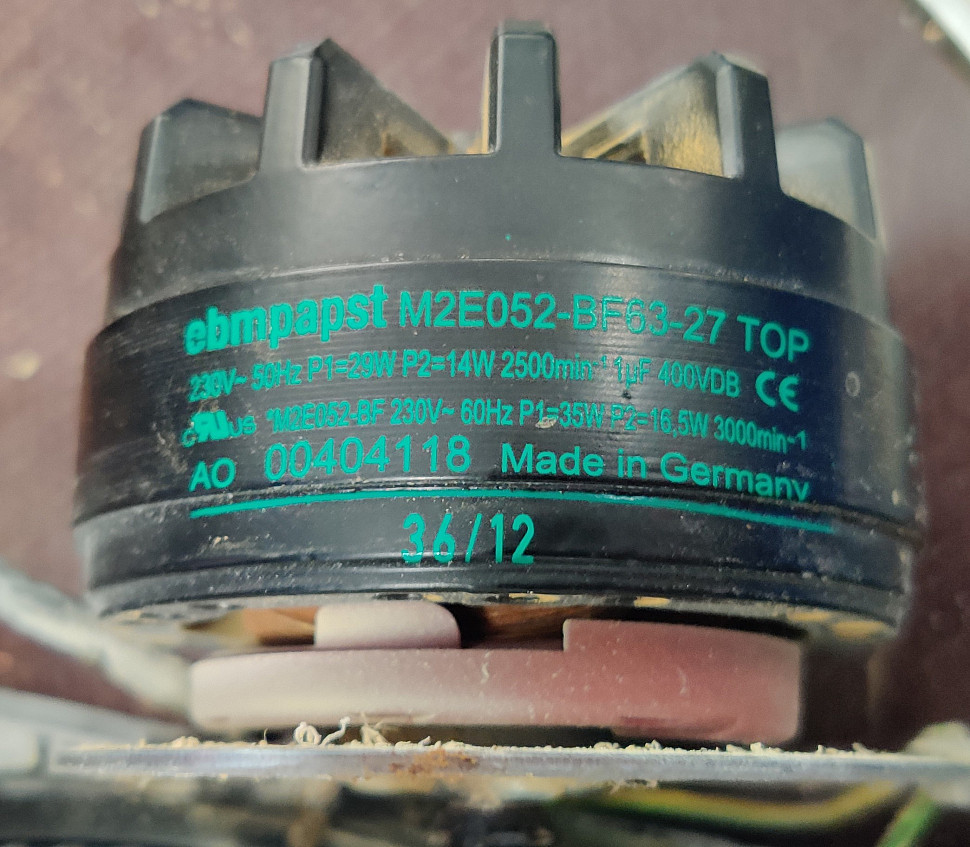 ebmpapst M2E052-BF63-27 TOP
230V~ 50Hz P1=29W P2=14W 2500min⁻¹ 1µF 400VDB CE
cRUus *M2E052-BF 230V~ 60Hz P1=35W P2=16,5W 3000min-1
AO 00404118 Made in Germany
36/12